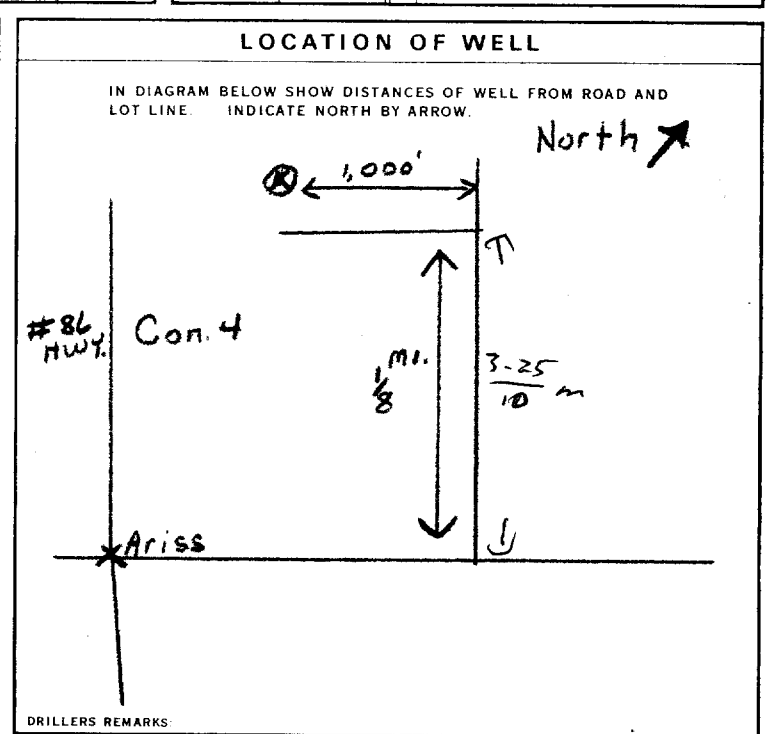 LOCATION OF WELL
IN DIAGRAM BELOW SHOW DISTANCES OF WELL FROM ROAD AND
LOT LINE. INDICATE NORTH BY ARROW.
North
1,000'
#86
HWY.
Con. 4
1/8 MI.
3-25
10 m
Ariss
DRILLERS REMARKS: